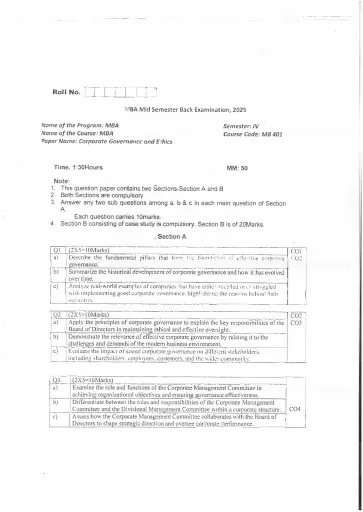 Roll No.
MBA Mid Semester Back Examination, 2025
Name of the Program: MBA
Semester: IV
Name of the Course: MBA
Course Code: MB 401
Paper Name: Corporate Governance and Ethics
Time: 1:30Hours
MM: 50
Note:
1. This question paper contains two Sections-Section A and B
2. Both Sections are compulsory
3. Answer any two sub questions among a, b & c in each main question of Section
A.
Each question carries 10marks.
4. Section B consisting of case study is compulsory. Section B is of 20Marks.
Section A
Q1 (2X5=10Marks) CO1
a) Describe the fundamental pillars that form the foundation of effective corporate CO2
governance.
b) Summarize the historical development of corporate governance and how it has evolved
over time.
c) Analyze real-world examples of companies that have either excelled in or struggled
with implementing good corporate governance, highlighting the reasons behind their
outcomes.
Q2 (2X5=10Marks) CO2
a) Apply the principles of corporate governance to explain the key responsibilities of the CO3
Board of Directors in maintaining ethical and effective oversight.
b) Demonstrate the relevance of effective corporate governance by relating it to the
challenges and demands of the modern business environment.
c) Evaluate the impact of sound corporate governance on different stakeholders,
including shareholders, employees, customers, and the wider community.
Q3 (2X5=10Marks)
a) Examine the role and functions of the Corporate Management Committee in
achieving organizational objectives and ensuring governance effectiveness.
b) Differentiate between the roles and responsibilities of the Corporate Management
Committee and the Divisional Management Committee within a corporate structure. CO4
c) Assess how the Corporate Management Committee collaborates with the Board of
Directors to shape strategic direction and oversee corporate performance.